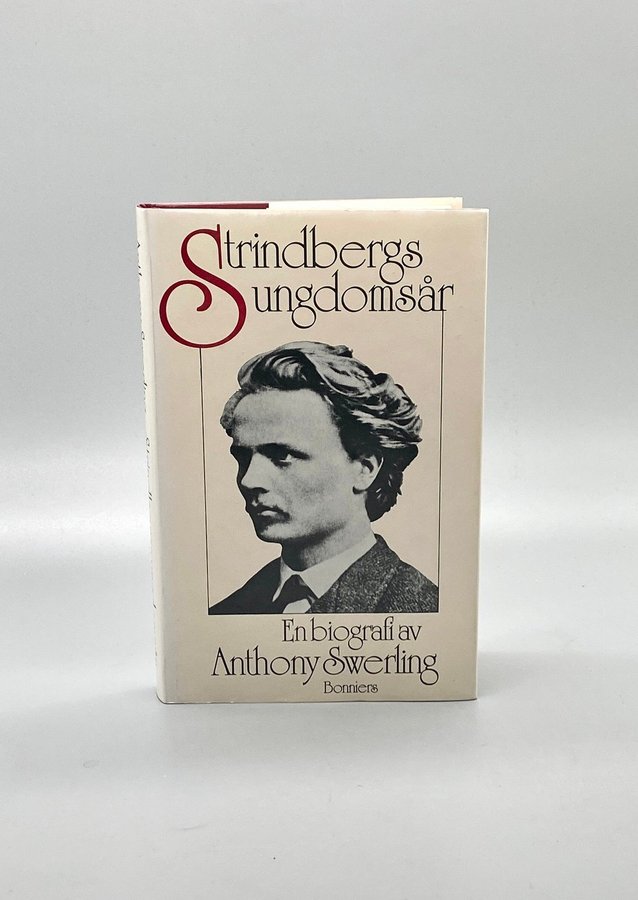 Strindbergs
ungdomsår
En biografi av
Anthony Swerling
Bonniers